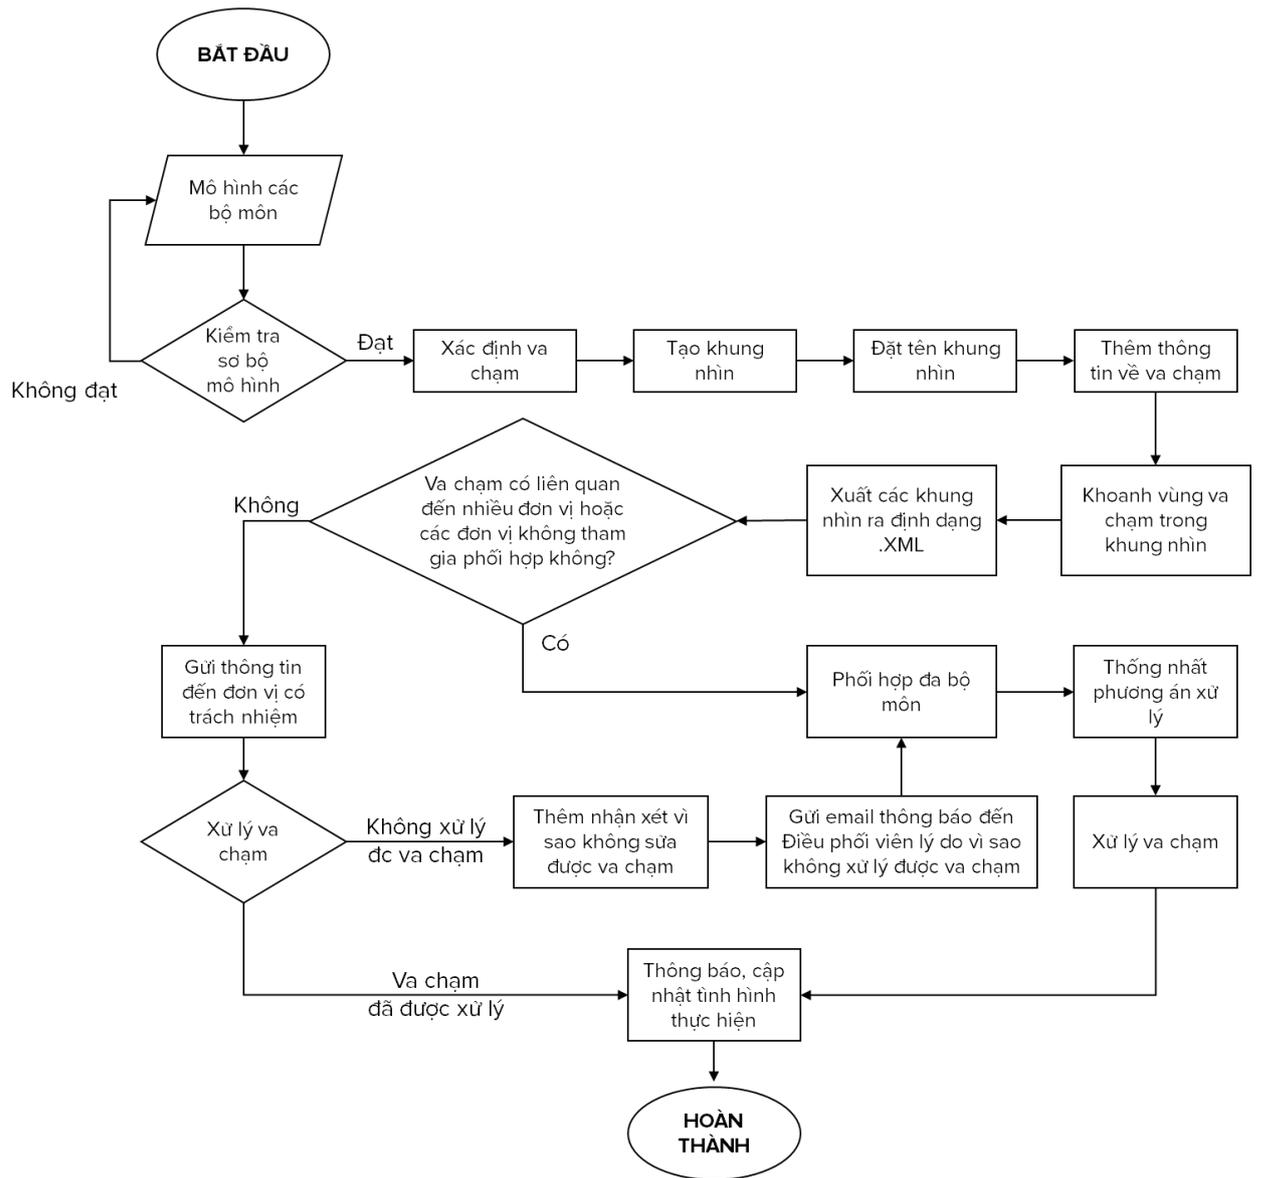 BẮT ĐẦU
Mô hình các
bộ môn
Kiểm tra
sơ bộ
mô hình
Không đạt
Đạt
Xác định va
chạm
Tạo khung
nhìn
Đặt tên khung
nhìn
Thêm thông
tin về va chạm
Khoanh vùng va
chạm trong
khung nhìn
Xuất các khung
nhìn ra định dạng
.XML
Va chạm có liên quan
đến nhiều đơn vị hoặc
các đơn vị không tham
gia phối hợp không?
Không
Có
Gửi thông tin
đến đơn vị có
trách nhiệm
Phối hợp đa bộ
môn
Thống nhất
phương án xử
lý
Xử lý va
chạm
Không xử lý
đc va chạm
Thêm nhận xét vì
sao không sửa
được va chạm
Gửi email thông báo đến
Điều phối viên lý do vì sao
không xử lý được va chạm
Xử lý va chạm
Va chạm
đã được xử lý
Thông báo, cập
nhật tình hình
thực hiện
HOÀN
THÀNH